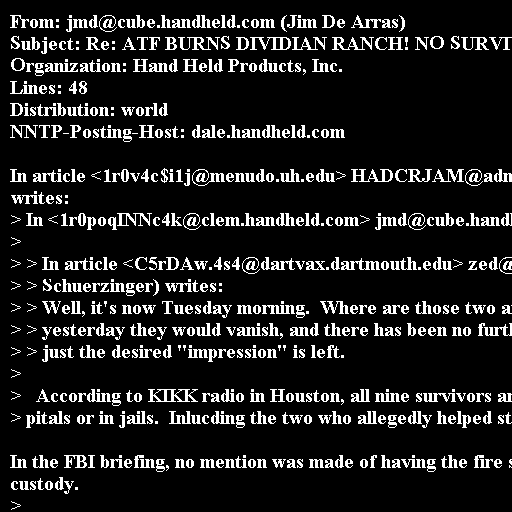 From: jmd@cube.handheld.com (Jim De Arras)
Subject: Re: ATF BURNS DIVIDIAN RANCH! NO SURVI
Organization: Hand Held Products, Inc.
Lines: 48
Distribution: world
NNTP-Posting-Host: dale.handheld.com

In article <1r0v4c$i1j@menudo.uh.edu> HADCRJAM@adm
writes:
> In <1r0poqINNc4k@clem.handheld.com> jmd@cube.handh
>
> > In article <C5rDAw.4s4@dartvax.dartmouth.edu> zed@
> > Schuerzinger) writes:
> > Well, it's now Tuesday morning.  Where are those two a
> > yesterday they would vanish, and there has been no furth
> > just the desired "impression" is left.
>
>   According to KIKK radio in Houston, all nine survivors ar
> pitals or in jails.  Inlucding the two who allegedly helped st

In the FBI briefing, no mention was made of having the fire s
custody.
>